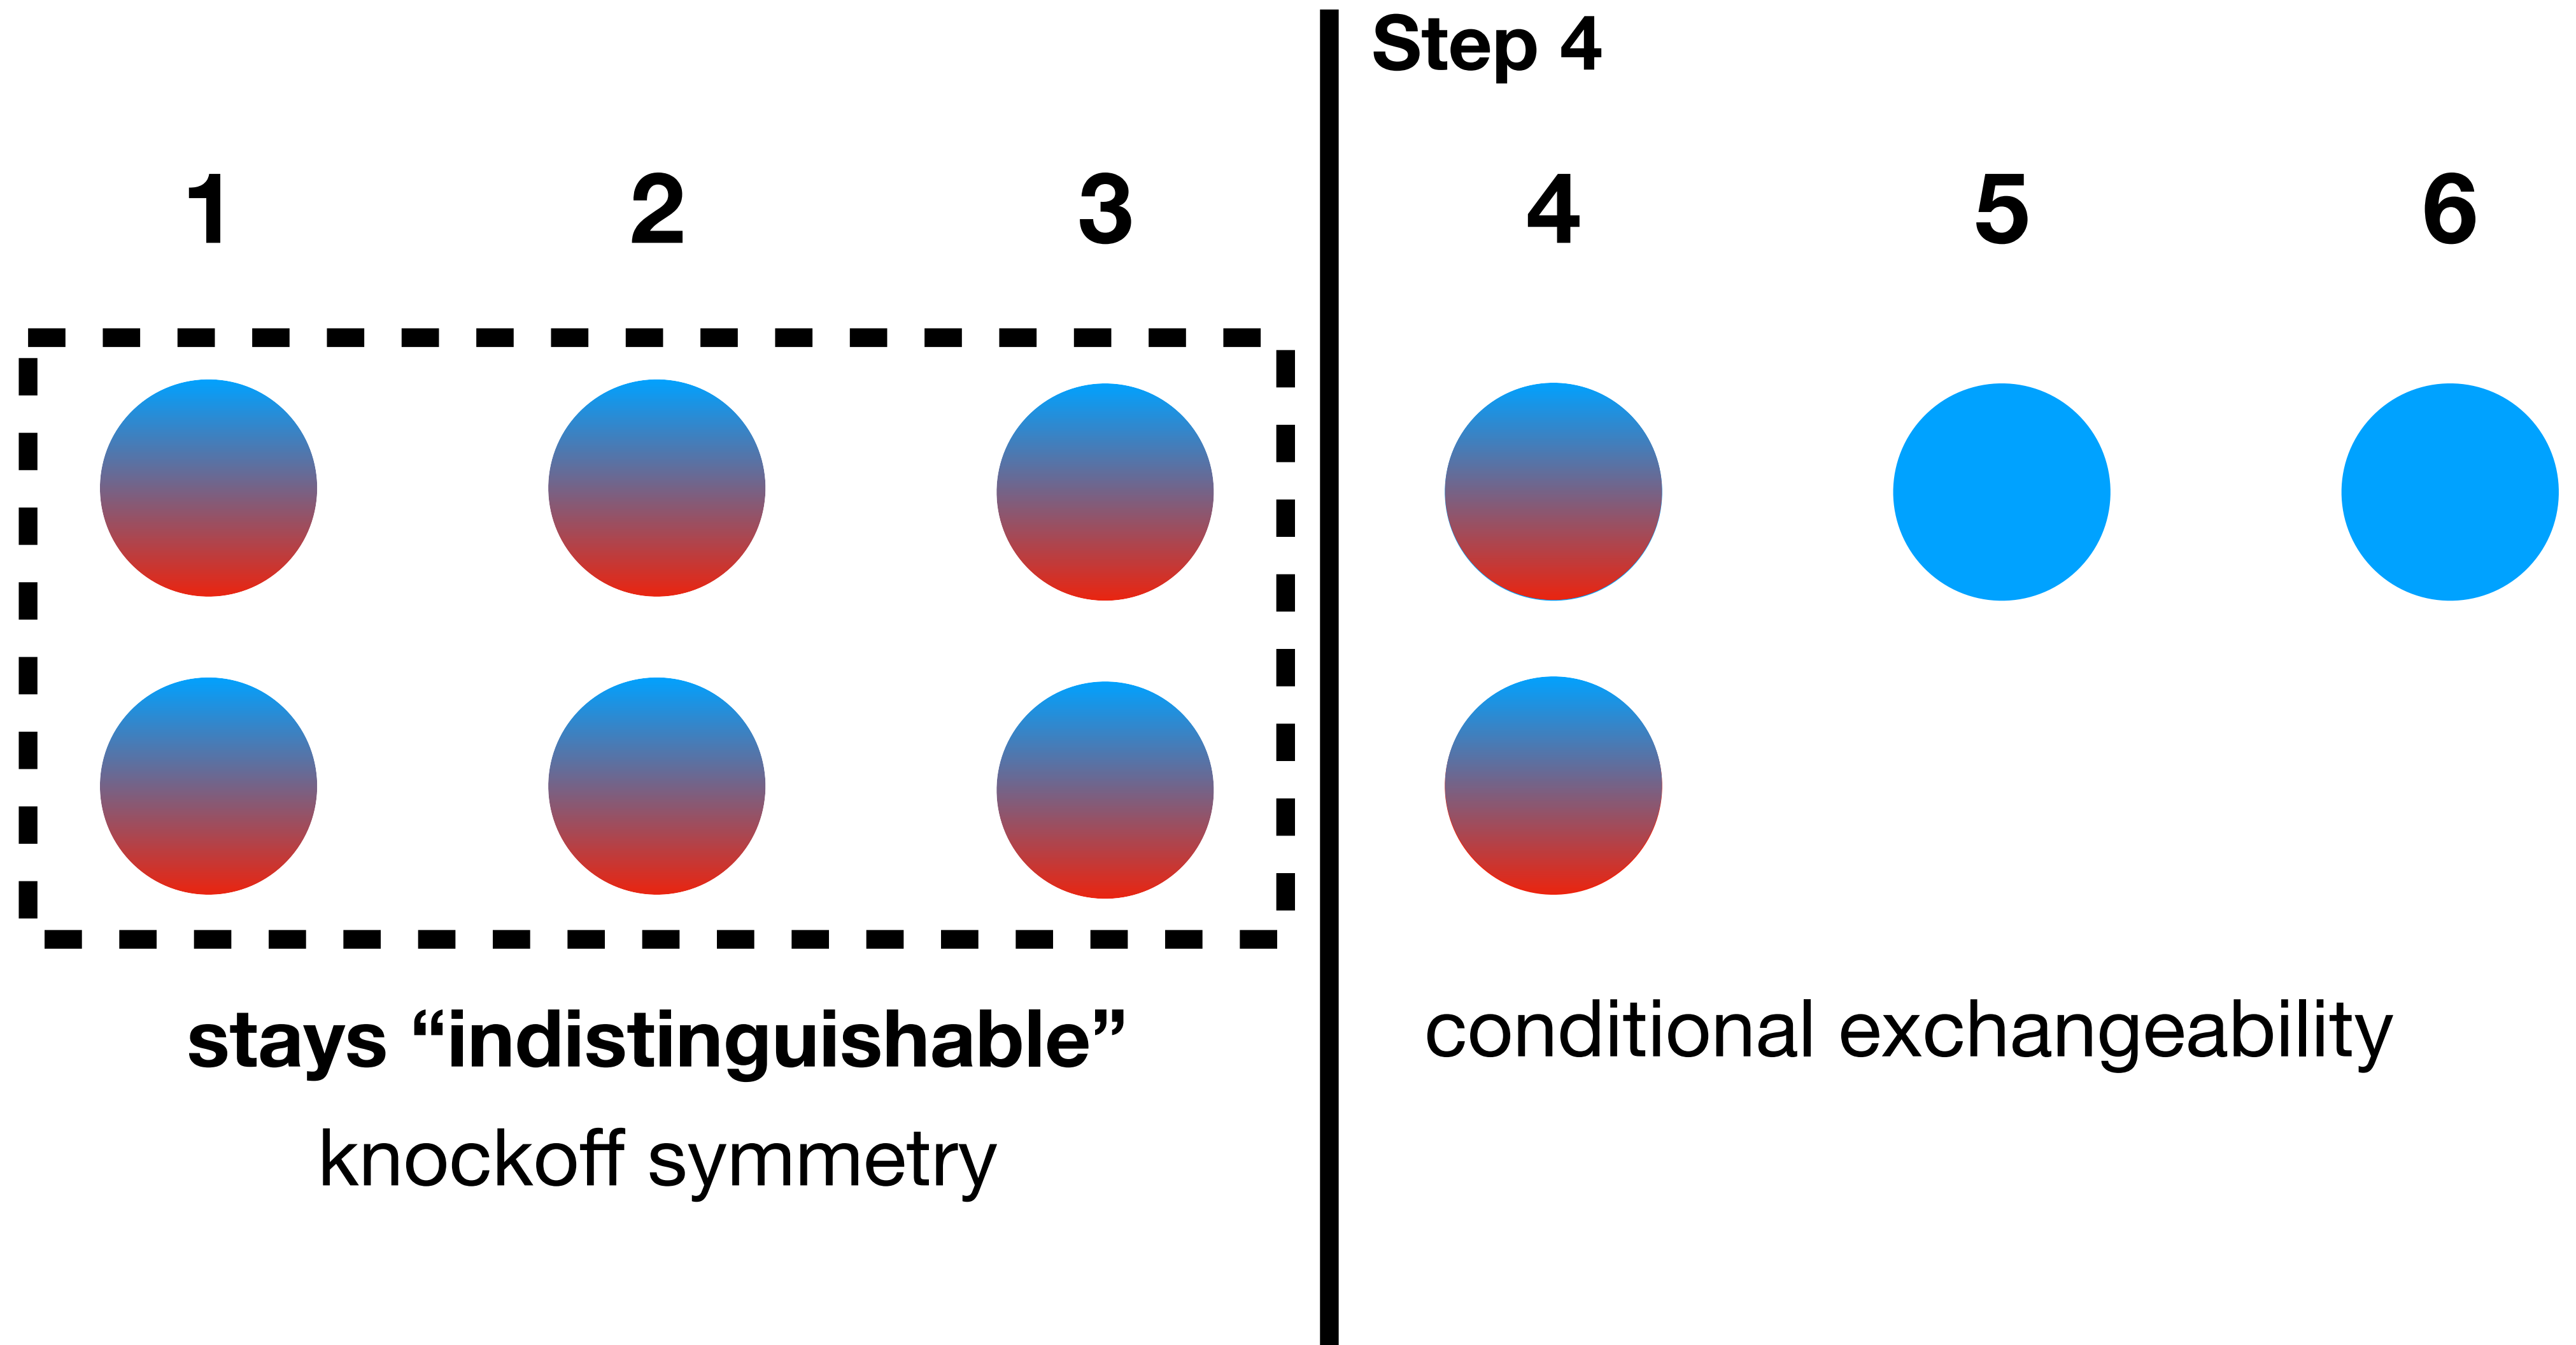 Step 4
1 2 3 4 5 6
stays “indistinguishable”
knockoff symmetry
conditional exchangeability